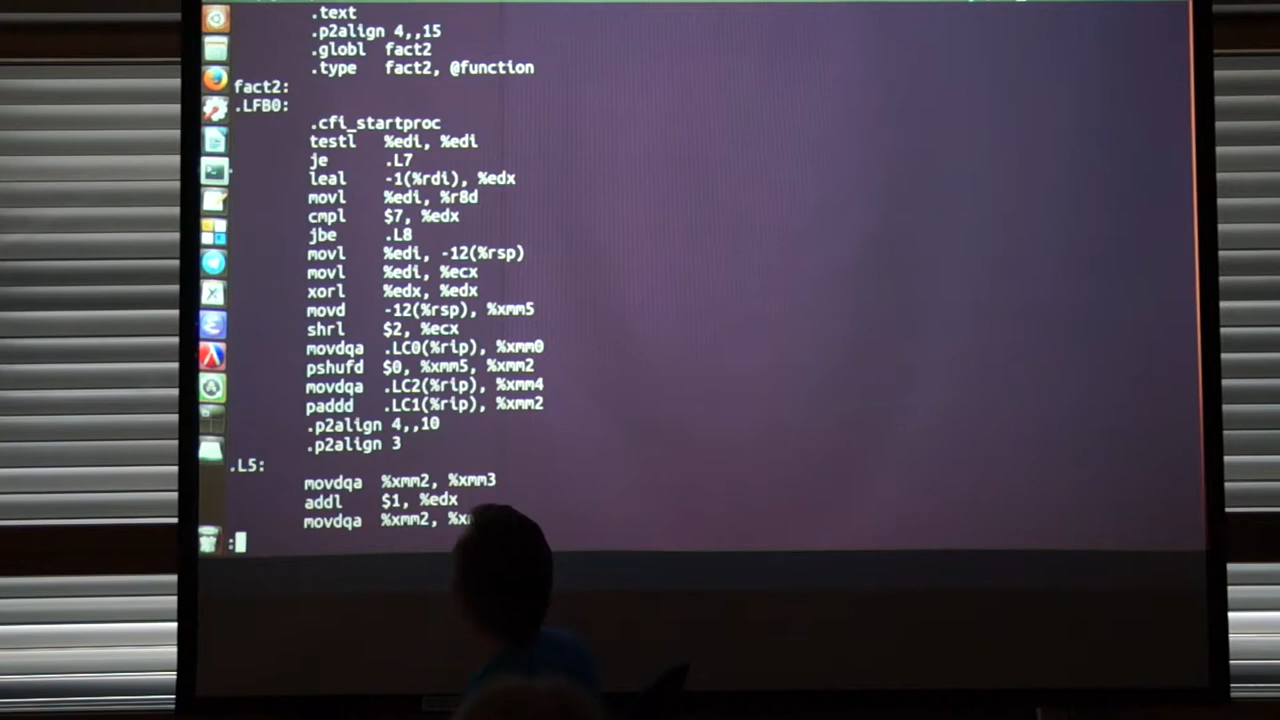 .text
.p2align 4,,15
.globl fact2
.type fact2, @function
fact2:
.LFB0:
.cfi_startproc
testl %edi, %edi
je .L7
leal -1(%rdi), %edx
movl %edi, %r8d
cmpl $7, %edx
jbe .L8
movl %edi, -12(%rsp)
movl %edi, %ecx
xorl %edx, %edx
movd -12(%rsp), %xmm5
shrl $2, %ecx
movdqa .LC0(%rip), %xmm0
pshufd $0, %xmm5, %xmm2
movdqa .LC2(%rip), %xmm4
paddd .LC1(%rip), %xmm2
.p2align 4,,10
.p2align 3
.L5:
movdqa %xmm2, %xmm3
addl $1, %edx
movdqa %xmm2,
: